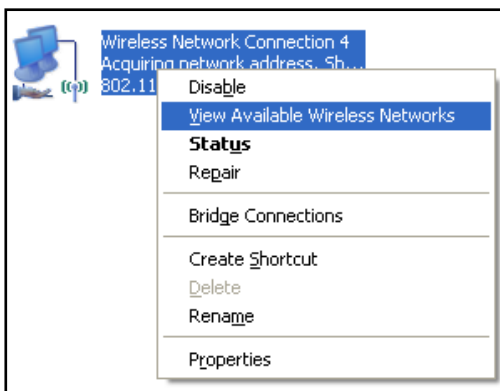 Wireless Network Connection 4
Acquiring network address, Sh...
802.11
Disable
View Available Wireless Networks
Status
Repair
Bridge Connections
Create Shortcut
Delete
Rename
Properties